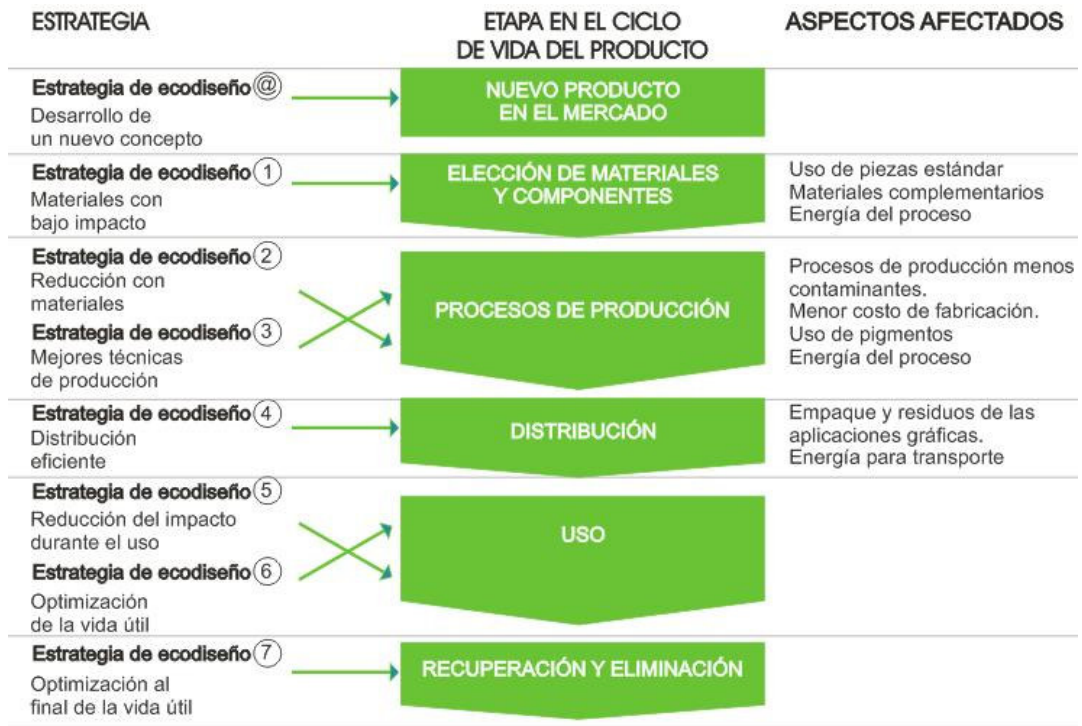 ESTRATEGIA
ETAPA EN EL CICLO
DE VIDA DEL PRODUCTO
ASPECTOS AFECTADOS
Estrategia de ecodiseño @
Desarrollo de
un nuevo concepto
NUEVO PRODUCTO
EN EL MERCADO
Estrategia de ecodiseño 1
Materiales con
bajo impacto
ELECCIÓN DE MATERIALES
Y COMPONENTES
Uso de piezas estándar
Materiales complementarios
Energía del proceso
Estrategia de ecodiseño 2
Reducción con
materiales
Estrategia de ecodiseño 3
Mejores técnicas
de producción
PROCESOS DE PRODUCCIÓN
Procesos de producción menos
contaminantes.
Menor costo de fabricación.
Uso de pigmentos
Energía del proceso
Estrategia de ecodiseño 4
Distribución
eficiente
DISTRIBUCIÓN
Empaque y residuos de las
aplicaciones gráficas.
Energía para transporte
Estrategia de ecodiseño 5
Reducción del impacto
durante el uso
Estrategia de ecodiseño 6
Optimización
de la vida útil
USO
Estrategia de ecodiseño 7
Optimización al
final de la vida útil
RECUPERACIÓN Y ELIMINACIÓN